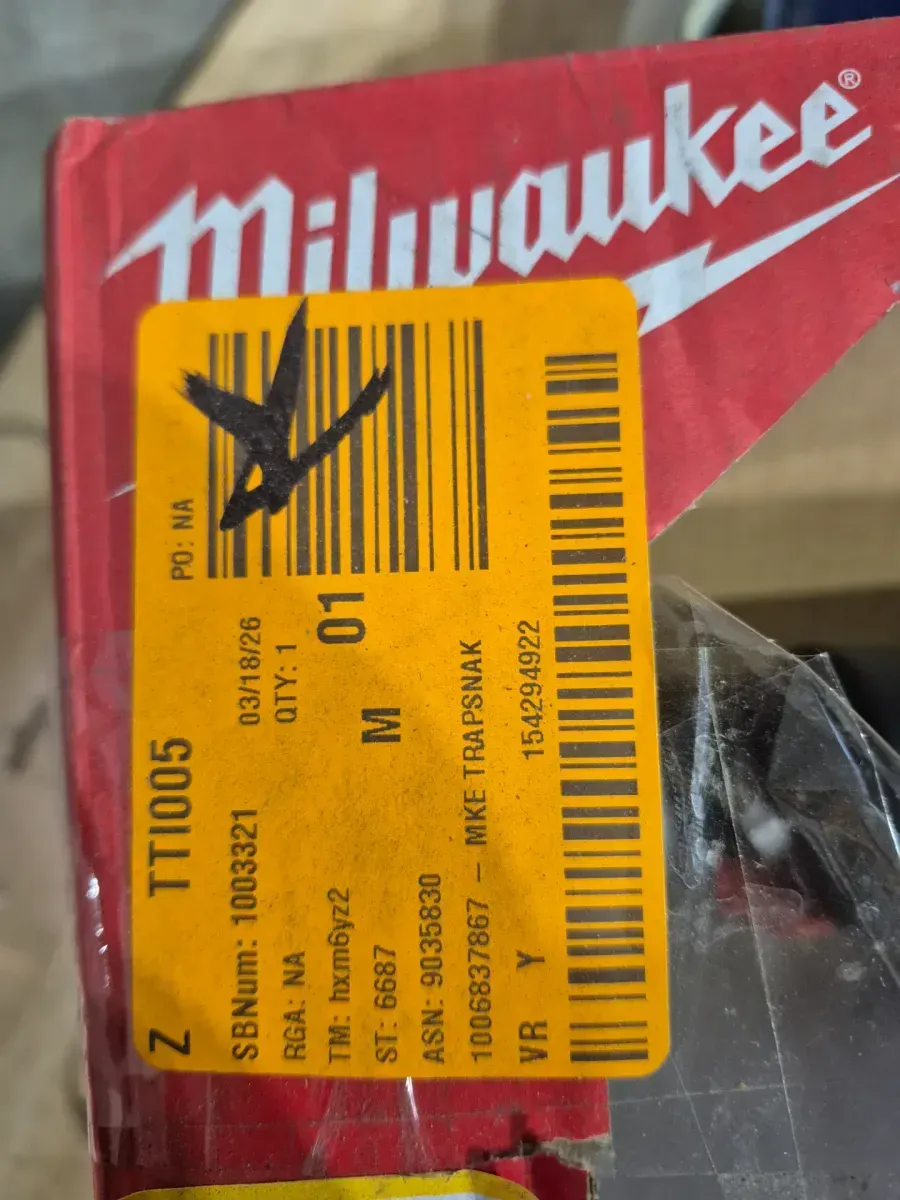 Milwaukee®
Z TTI005 PO: NA
SBNum: 1003321 03/18/26
RGA: NA QTY: 1
TM: hxm6yz2 01
ST: 6687 M
ASN: 9035830
1006837867 – MKE TRAPSNAK
VR Y 154294922